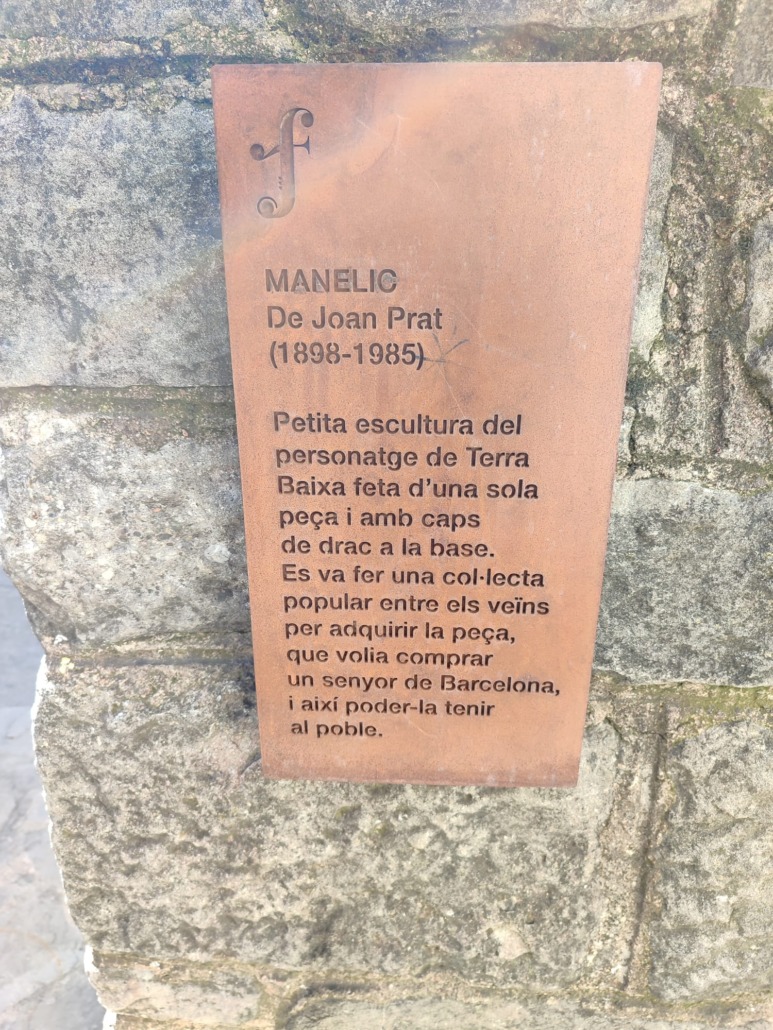 MANELIC
De Joan Prat
(1898-1985)
Petita escultura del
personatge de Terra
Baixa feta d'una sola
peça i amb caps
de drac a la base.
Es va fer una col·lecta
popular entre els veïns
per adquirir la peça,
que volia comprar
un senyor de Barcelona,
i així poder-la tenir
al poble.